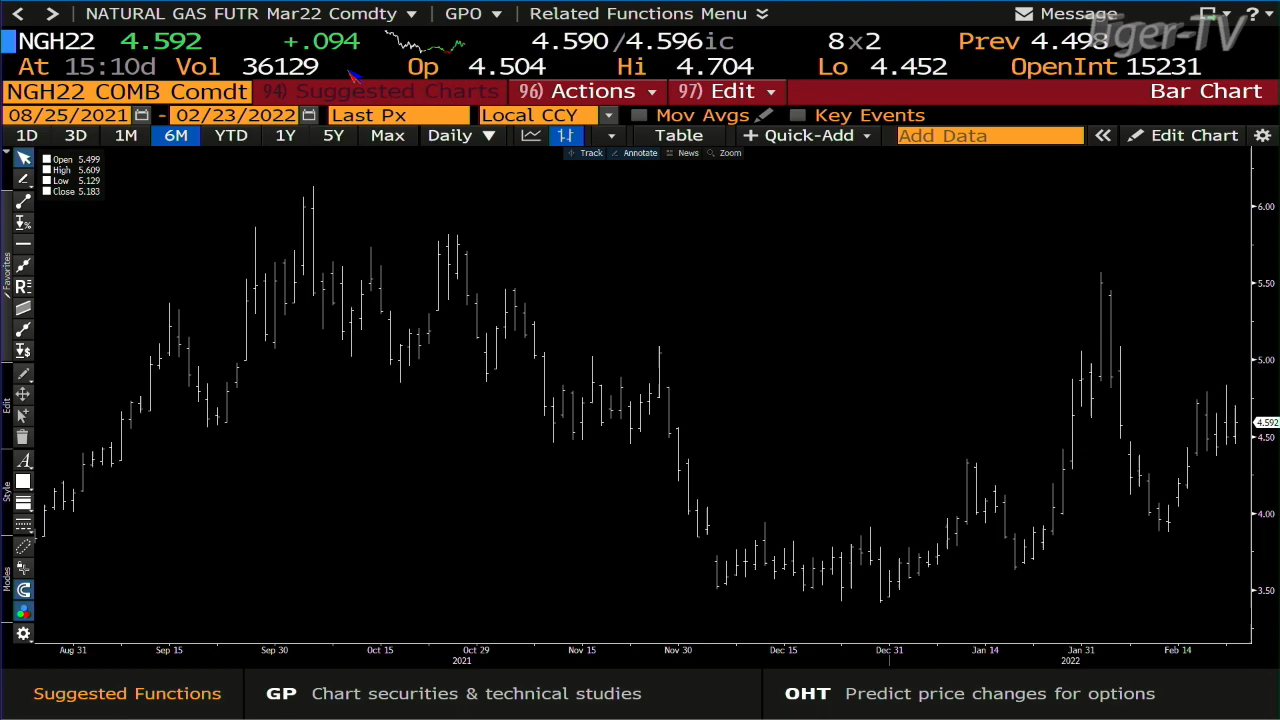 NATURAL GAS FUTR Mar22 Comdty GPO Related Functions Menu Message ?
NGH22 4.592 +.094 4.590/4.596ic 8x2 Prev 4.498
Tiger-TV
At 15:10d Vol 36129 Op 4.504 Hi 4.704 Lo 4.452 OpenInt 15231
NGH22 COMB Comdt 94) Suggested Charts 96) Actions 97) Edit Bar Chart
08/25/2021 - 02/23/2022 Last Px Local CCY Mov Avgs Key Events
1D 3D 1M 6M YTD 1Y 5Y Max Daily ▼ Table + Quick-Add Add Data « Edit Chart
Track Annotate News Zoom
Open 5.499
High 5.609
Low 5.129
Close 5.183
Favorites
Edit
Style
Modes
6.00
5.50
5.00
4.592
4.50
4.00
3.50
Aug 31 Sep 15 Sep 30 Oct 15 Oct 29 Nov 15 Nov 30 Dec 15 Dec 31 Jan 14 Jan 31 Feb 14
2021 2022
Suggested Functions GP Chart securities & technical studies OHT Predict price changes for options